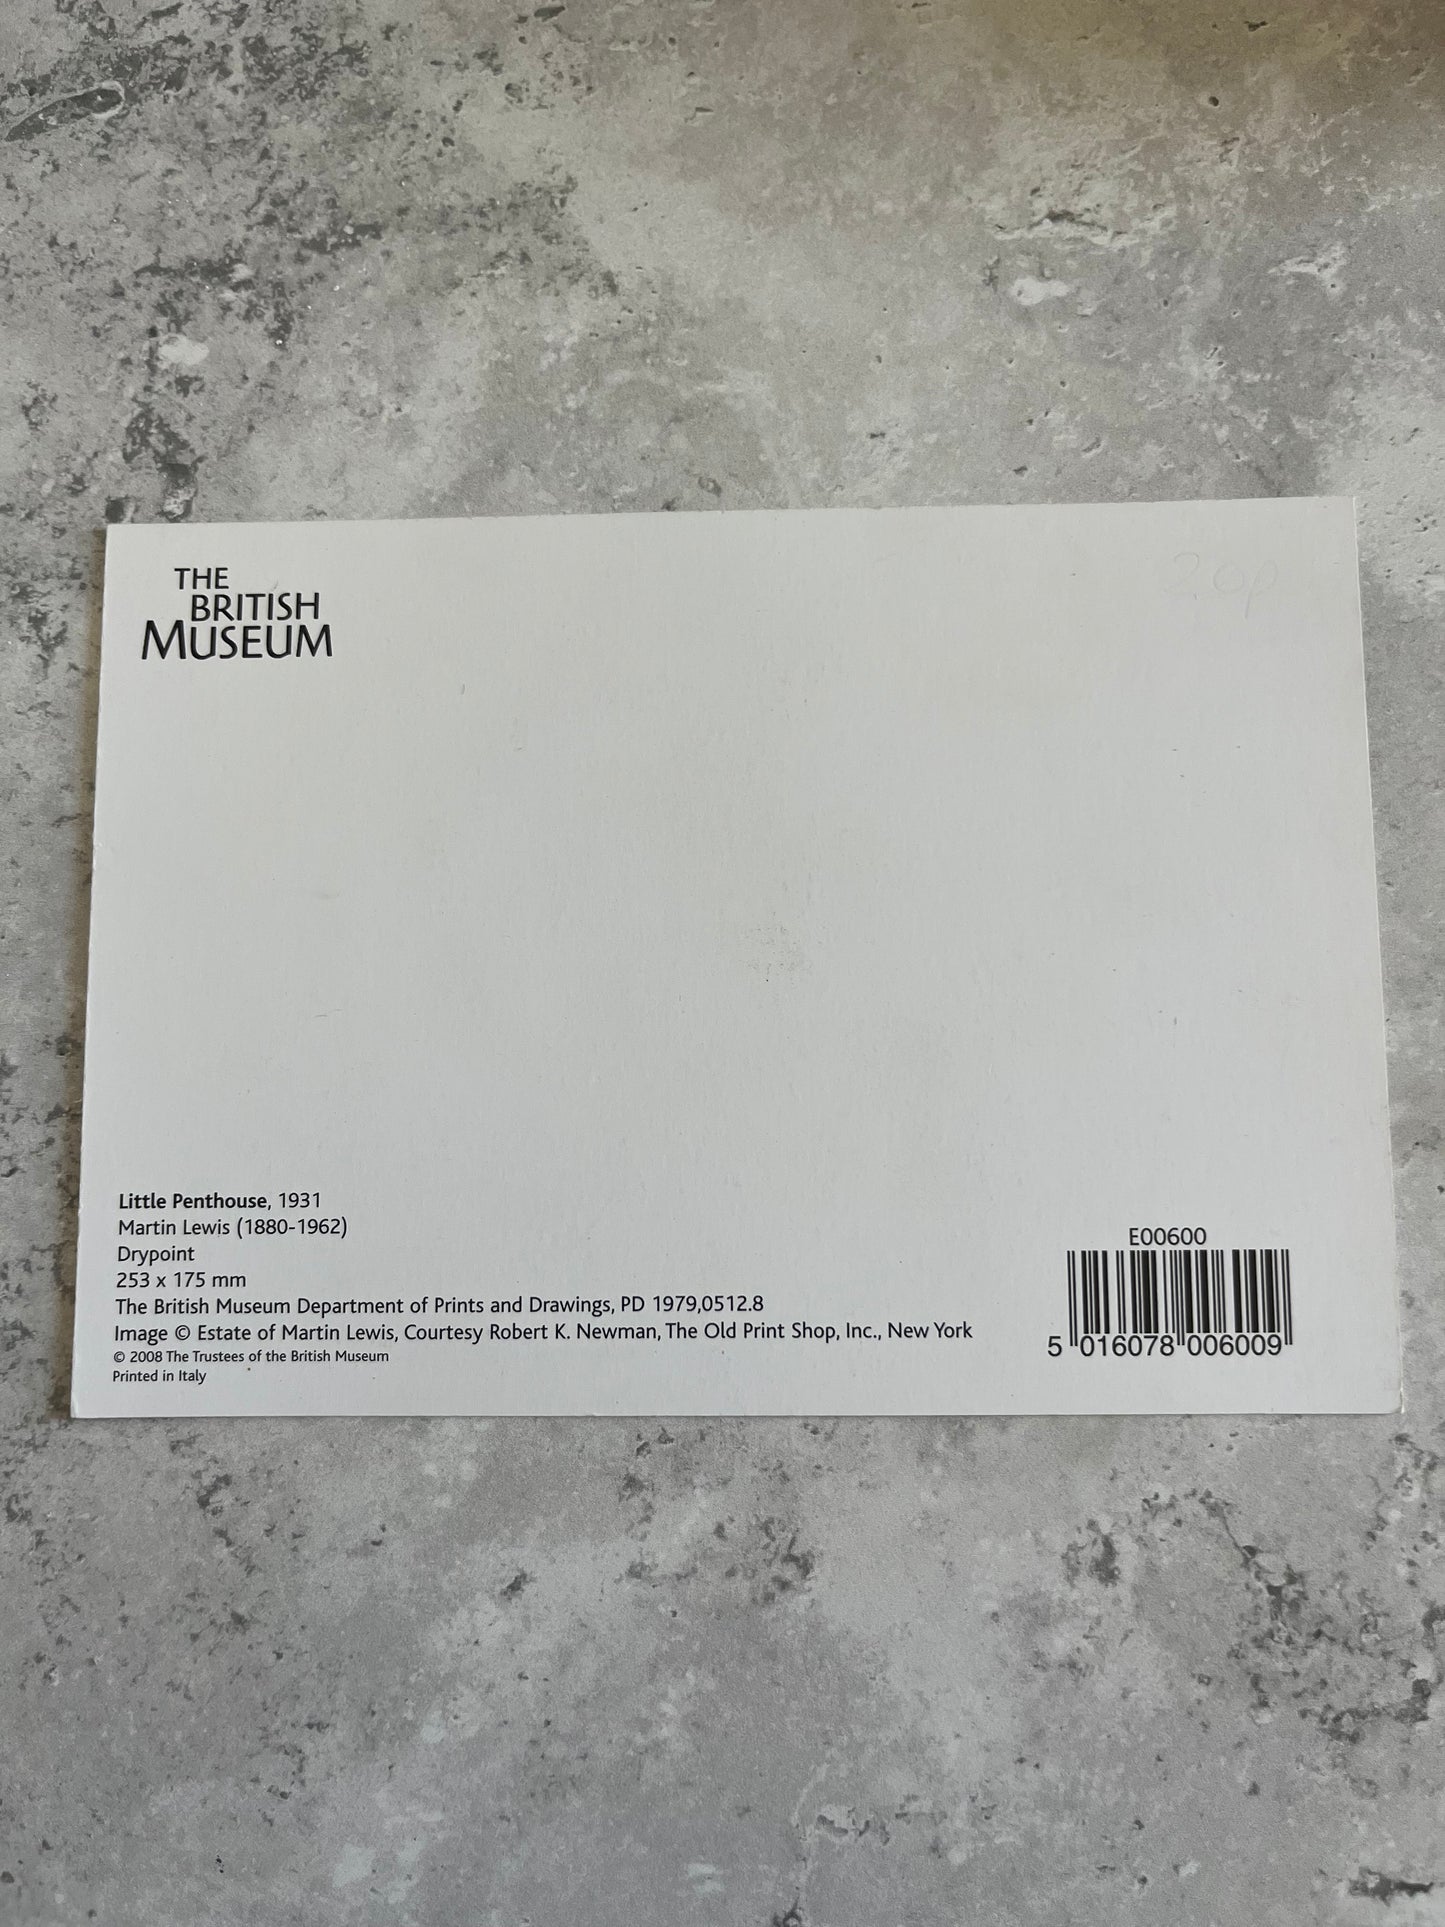 THE
BRITISH
MUSEUM
20p
Little Penthouse, 1931
Martin Lewis (1880-1962)
Drypoint
253 x 175 mm
The British Museum Department of Prints and Drawings, PD 1979,0512.8
Image © Estate of Martin Lewis, Courtesy Robert K. Newman, The Old Print Shop, Inc., New York
© 2008 The Trustees of the British Museum
Printed in Italy
E00600
5 016078 006009